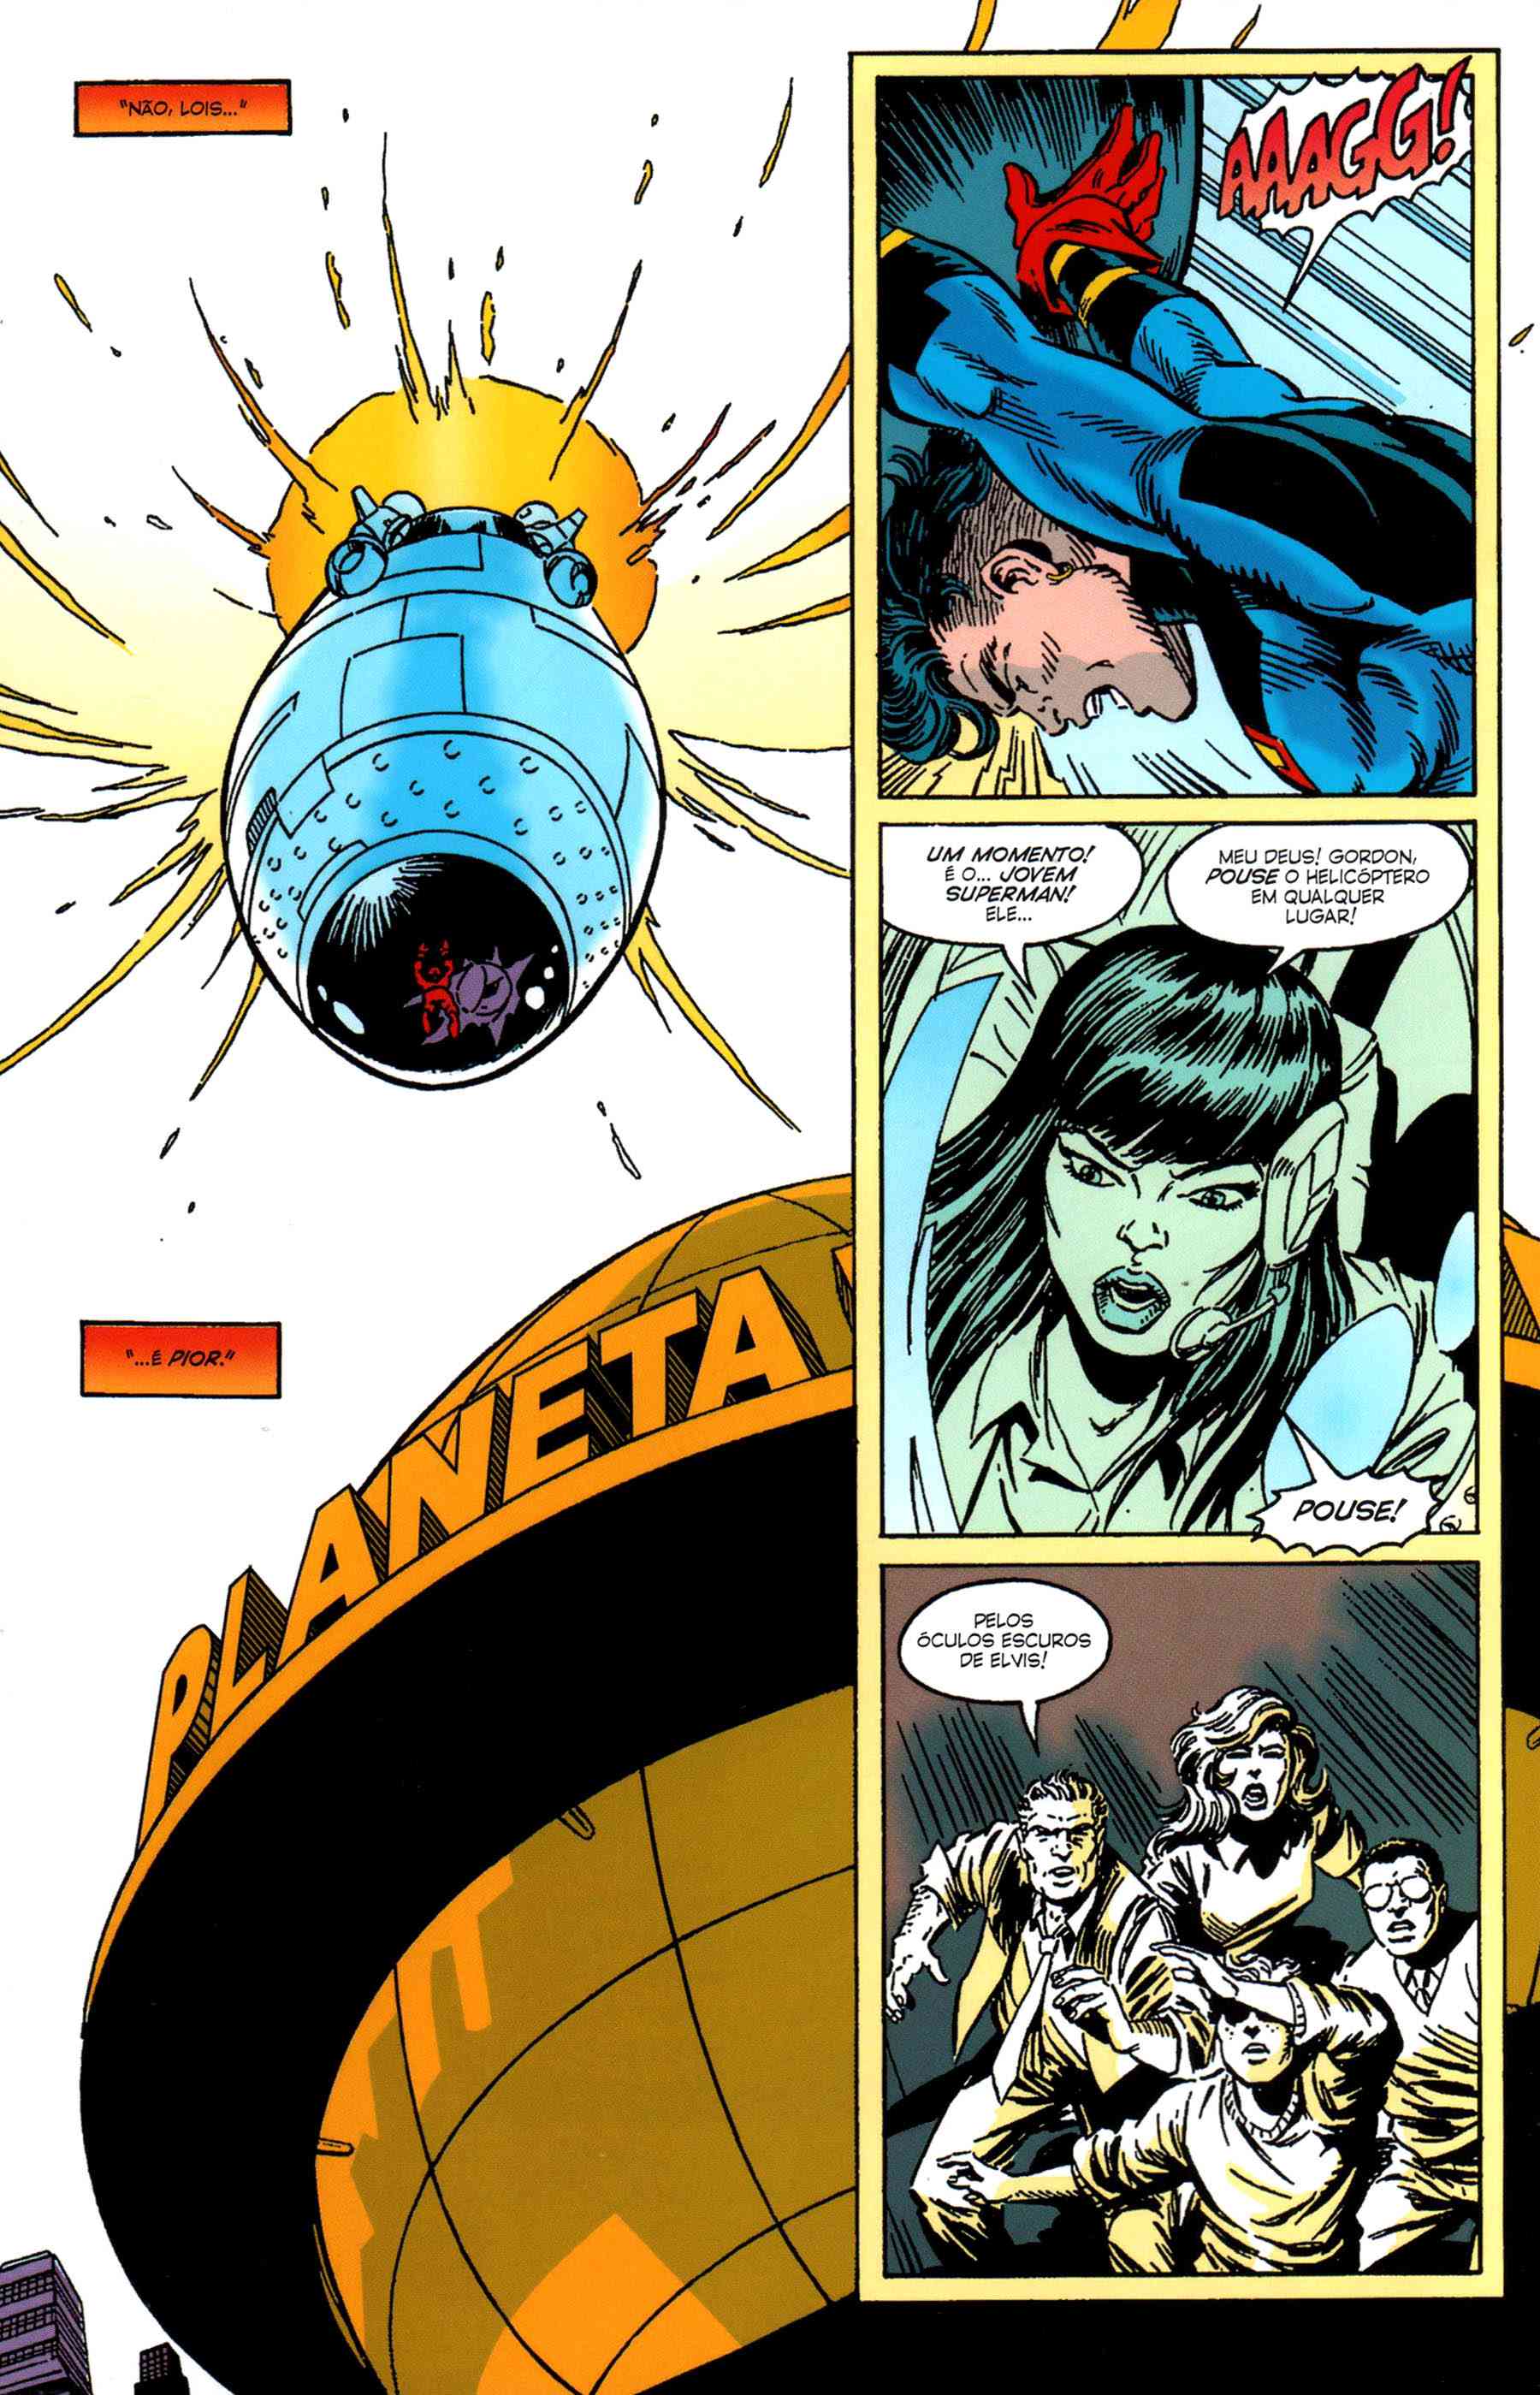 "NÃO, LOIS..."
"...É PIOR."
PLANETA
AAAGG!
UM MOMENTO!
É O... JOVEM
SUPERMAN!
ELE...
MEU DEUS! GORDON,
POUSE O HELICÓPTERO
EM QUALQUER
LUGAR!
POUSE!
PELOS
ÓCULOS ESCUROS
DE ELVIS!